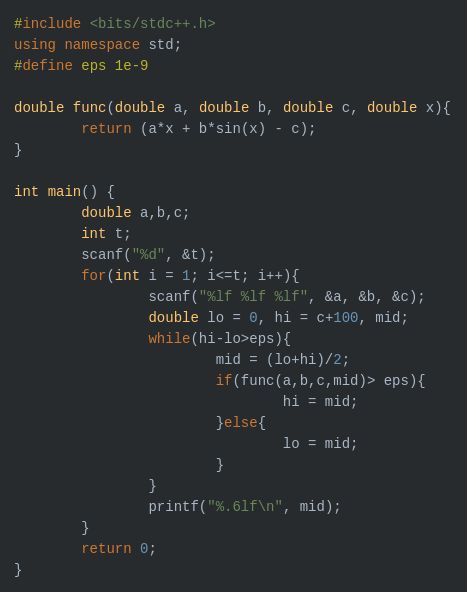 #include <bits/stdc++.h>
using namespace std;
#define eps 1e-9

double func(double a, double b, double c, double x){
        return (a*x + b*sin(x) - c);
}

int main() {
        double a,b,c;
        int t;
        scanf("%d", &t);
        for(int i = 1; i<=t; i++){
                scanf("%lf %lf %lf", &a, &b, &c);
                double lo = 0, hi = c+100, mid;
                while(hi-lo>eps){
                        mid = (lo+hi)/2;
                        if(func(a,b,c,mid)> eps){
                                hi = mid;
                        }else{
                                lo = mid;
                        }
                }
                printf("%.6lf\n", mid);
        }
        return 0;
}